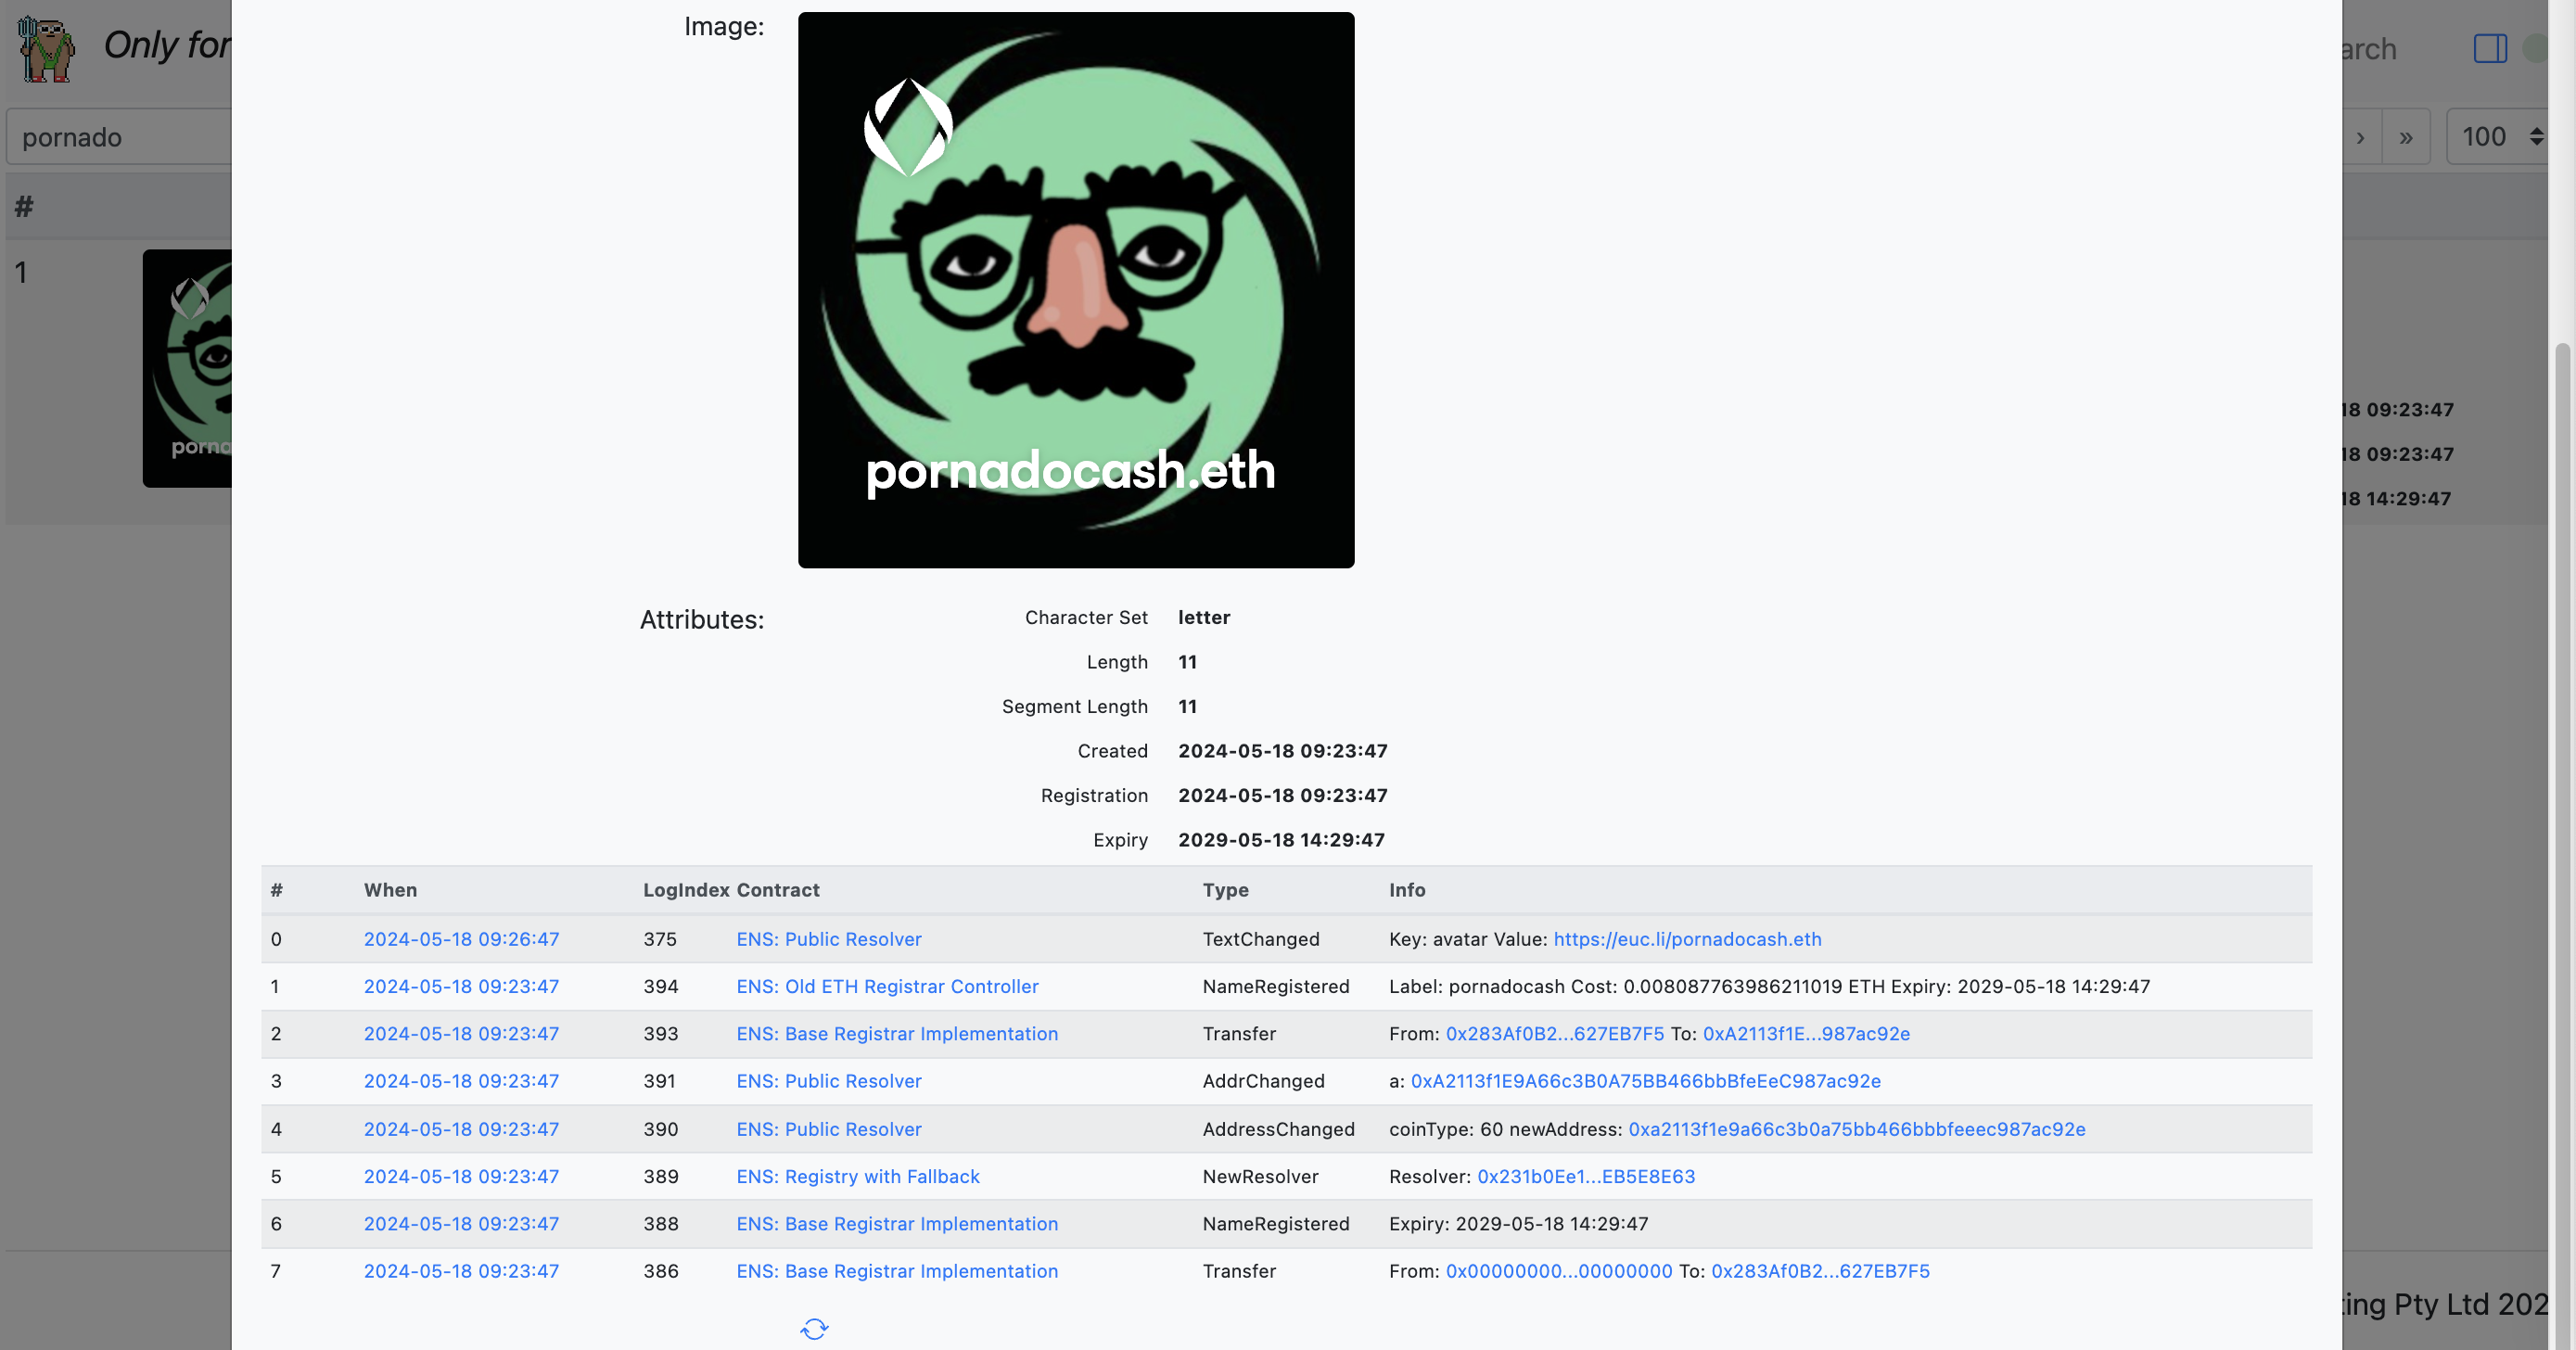 Only for
arch
pornado
› » 100
#
1
porna
18 09:23:47
18 09:23:47
18 14:29:47
Image:
pornadocash.eth
Attributes:
Character Set letter
Length 11
Segment Length 11
Created 2024-05-18 09:23:47
Registration 2024-05-18 09:23:47
Expiry 2029-05-18 14:29:47
# When LogIndex Contract Type Info
0 2024-05-18 09:26:47 375 ENS: Public Resolver TextChanged Key: avatar Value: https://euc.li/pornadocash.eth
1 2024-05-18 09:23:47 394 ENS: Old ETH Registrar Controller NameRegistered Label: pornadocash Cost: 0.008087763986211019 ETH Expiry: 2029-05-18 14:29:47
2 2024-05-18 09:23:47 393 ENS: Base Registrar Implementation Transfer From: 0x283Af0B2...627EB7F5 To: 0xA2113f1E...987ac92e
3 2024-05-18 09:23:47 391 ENS: Public Resolver AddrChanged a: 0xA2113f1E9A66c3B0A75BB466bbBfeEeC987ac92e
4 2024-05-18 09:23:47 390 ENS: Public Resolver AddressChanged coinType: 60 newAddress: 0xa2113f1e9a66c3b0a75bb466bbbfeeec987ac92e
5 2024-05-18 09:23:47 389 ENS: Registry with Fallback NewResolver Resolver: 0x231b0Ee1...EB5E8E63
6 2024-05-18 09:23:47 388 ENS: Base Registrar Implementation NameRegistered Expiry: 2029-05-18 14:29:47
7 2024-05-18 09:23:47 386 ENS: Base Registrar Implementation Transfer From: 0x00000000...00000000 To: 0x283Af0B2...627EB7F5
ting Pty Ltd 202